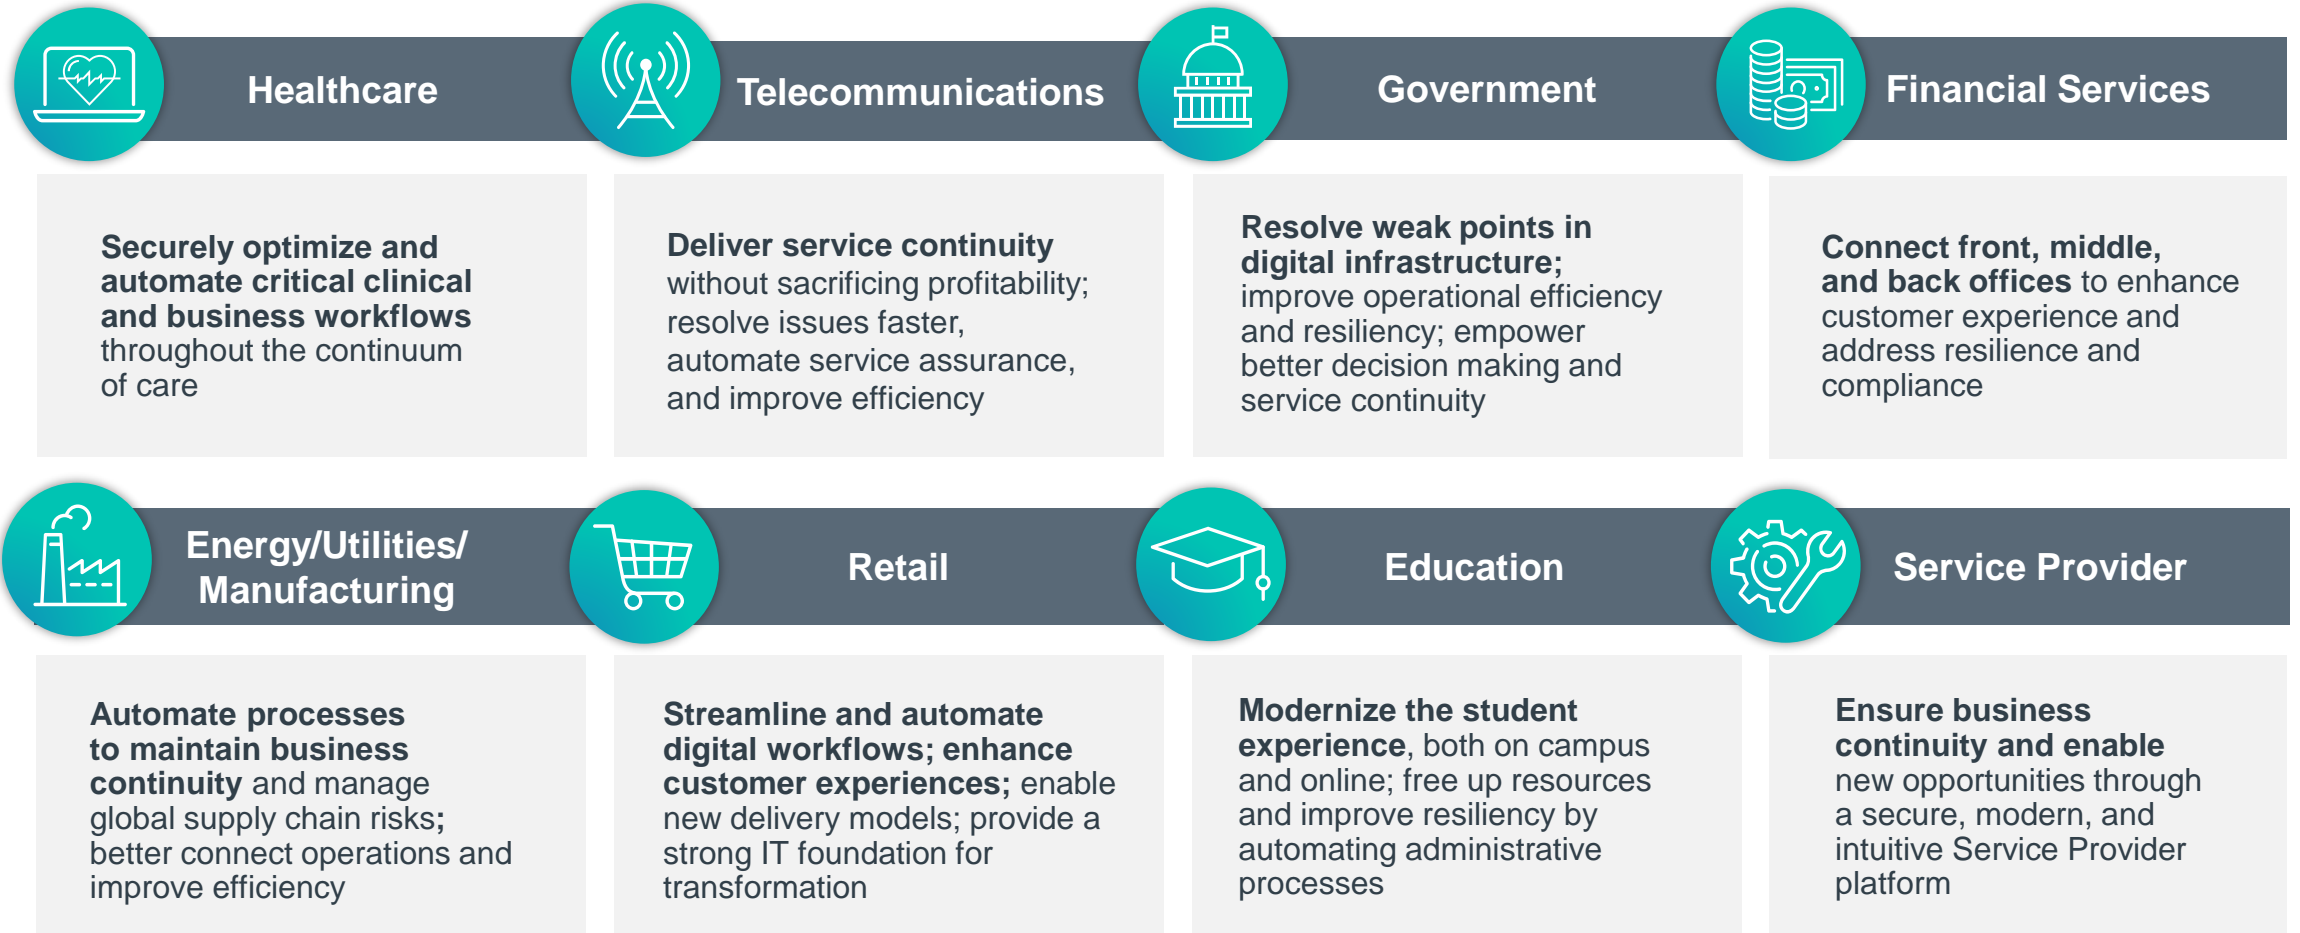 Healthcare
Telecommunications
Government
Financial Services
Securely optimize and
automate critical clinical
and business workflows
throughout the continuum
of care
Deliver service continuity
without sacrificing profitability;
resolve issues faster,
automate service assurance,
and improve efficiency
Resolve weak points in
digital infrastructure;
improve operational efficiency
and resiliency; empower
better decision making and
service continuity
Connect front, middle,
and back offices to enhance
customer experience and
address resilience and
compliance
Energy/Utilities/
Manufacturing
Retail
Education
Service Provider
Automate processes
to maintain business
continuity and manage
global supply chain risks;
better connect operations and
improve efficiency
Streamline and automate
digital workflows; enhance
customer experiences; enable
new delivery models; provide a
strong IT foundation for
transformation
Modernize the student
experience, both on campus
and online; free up resources
and improve resiliency by
automating administrative
processes
Ensure business
continuity and enable
new opportunities through
a secure, modern, and
intuitive Service Provider
platform